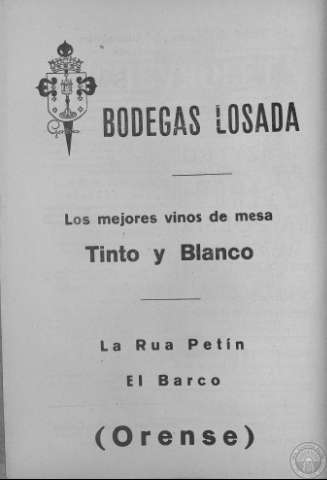 BODEGAS LOSADA
Los mejores vinos de mesa
Tinto y Blanco
La Rua Petín
El Barco
(Orense)